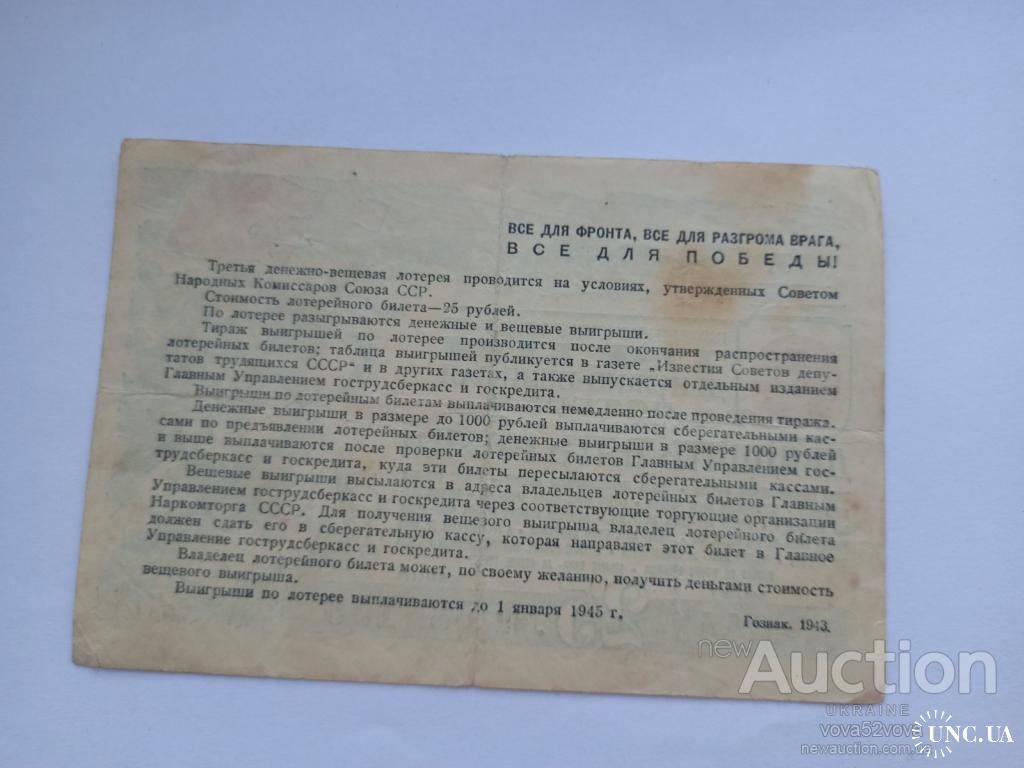 ВСЕ ДЛЯ ФРОНТА, ВСЕ ДЛЯ РАЗГРОМА ВРАГА,
ВСЕ ДЛЯ ПОБЕДЫ!
Третья денежно-вещевая лотерея проводится на условиях, утвержденных Советом
Народных Комиссаров Союза ССР.
Стоимость лотерейного билета—25 рублей.
По лотерее разыгрываются денежные и вещевые выигрыши.
Тираж выигрышей по лотерее производится после окончания распространения
лотерейных билетов; таблица выигрышей публикуется в газете „Известия Советов депу-
татов трудящихся СССР" и в других газетах, а также выпускается отдельным изданием
Главным Управлением гострудсберкасс и госкредита.
Выигрыши по лотерейным билетам выплачиваются немедленно после проведения тиража.
Денежные выигрыши в размере до 1000 рублей выплачиваются сберегательными кас-
сами по предъявлении лотерейных билетов; денежные выигрыши в размере 1000 рублей
и выше выплачиваются после проверки лотерейных билетов Главным Управлением гос-
трудсберкасс и госкредита, куда эти билеты пересылаются сберегательными кассами.
Вещевые выигрыши высылаются в адреса владельцев лотерейных билетов Главным
Управлением гострудсберкасс и госкредита через соответствующие торгующие организации
Наркомторга СССР. Для получения вещевого выигрыша владелец лотерейного билета
должен сдать его в сберегательную кассу, которая направляет этот билет в Главное
Управление гострудсберкасс и госкредита.
Владелец лотерейного билета может, по своему желанию, получить деньгами стоимость
вещевого выигрыша.
Выигрыши по лотерее выплачиваются до 1 января 1945 г.
Гознак. 1943.
new Auction
UKRAINE
vova52vova
newauction.com.ua
UNC.UA